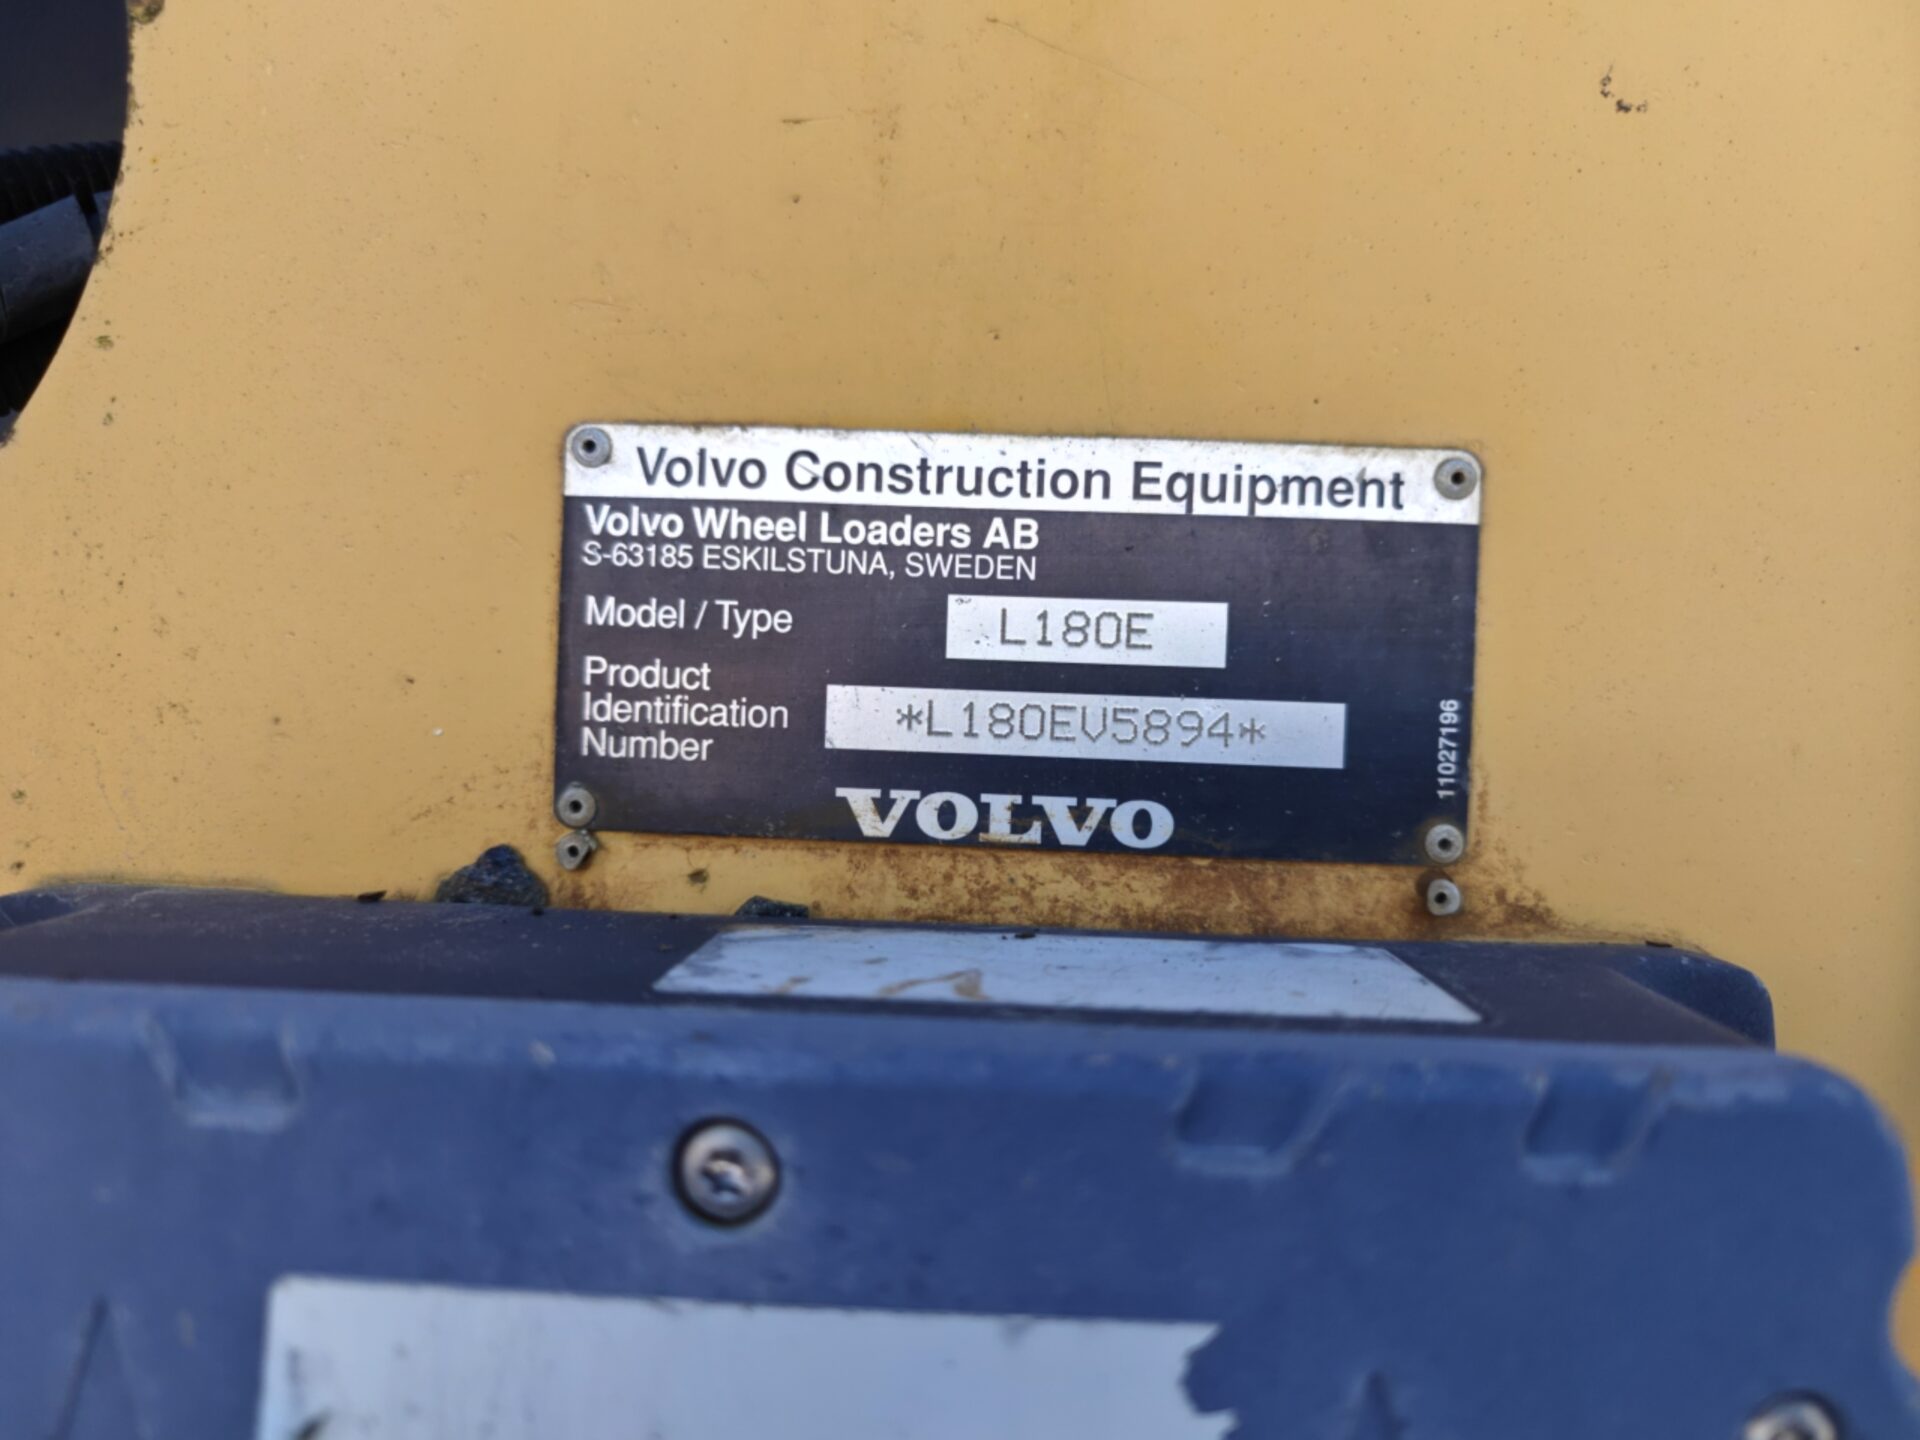 Volvo Construction Equipment
Volvo Wheel Loaders AB
S-63185 ESKILSTUNA, SWEDEN
Model / Type L180E
Product
Identification
Number
*L180EV5894*
11027196
VOLVO